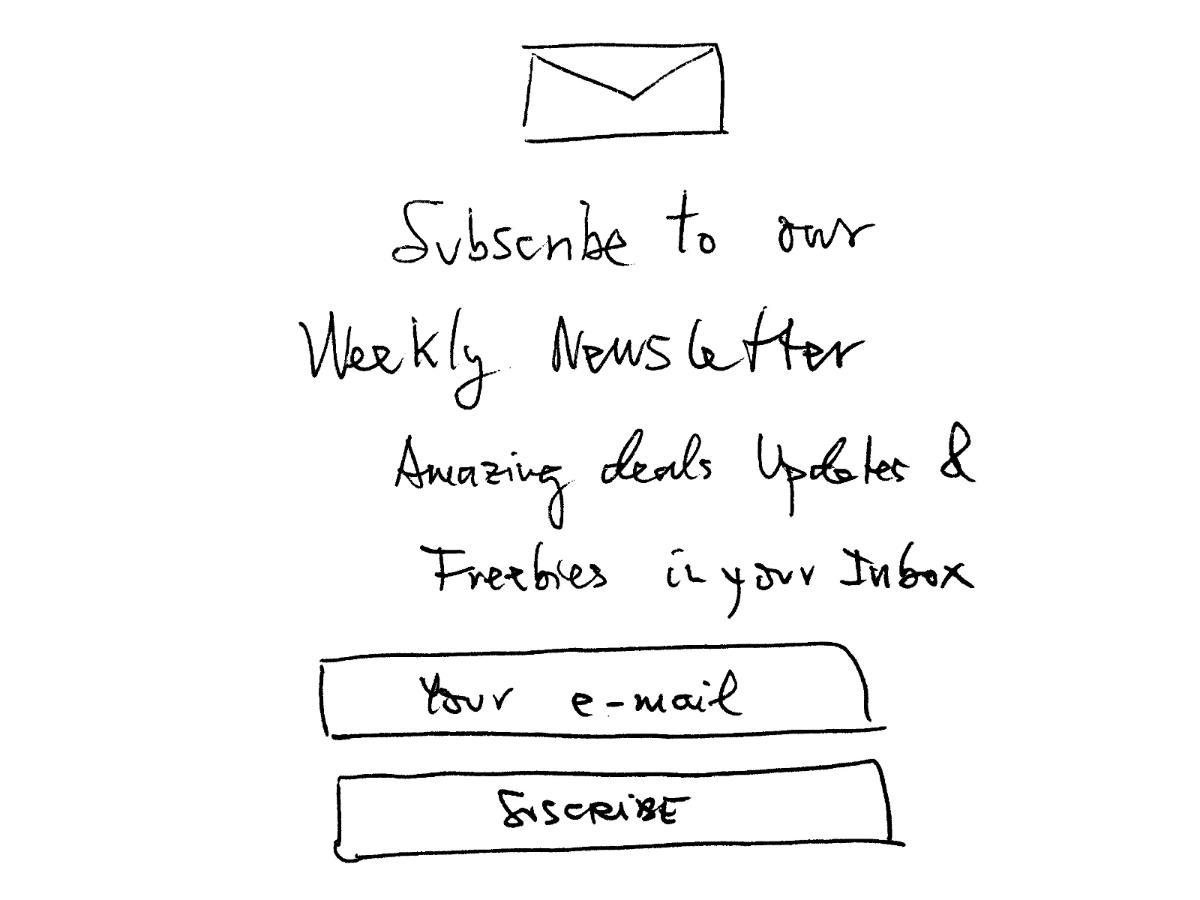 Subscribe to our
Weekly Newsletter
Amazing deals Updates &
Freebies in your Inbox
Your e-mail
SUSCRIBE